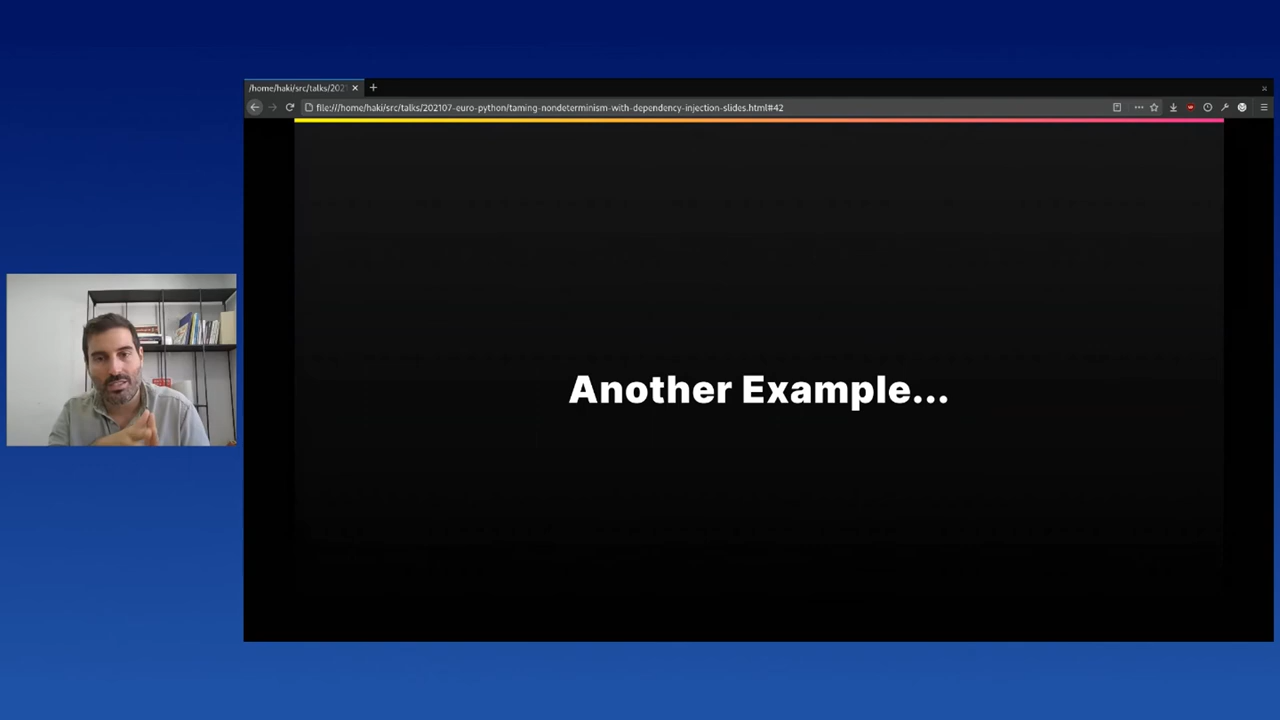 /home/haki/src/talks/202
file:///home/haki/src/talks/202107-euro-python/taming-nondeterminism-with-dependency-injection-slides.html#42
Another Example...